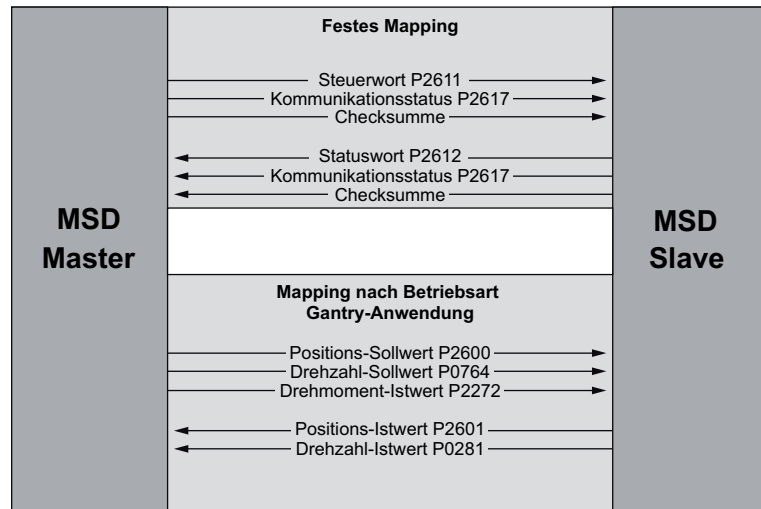 Festes Mapping
Steuerwort P2611
Kommunikationsstatus P2617
Checksumme
Statuswort P2612
Kommunikationsstatus P2617
Checksumme
MSD
Master
MSD
Slave
Mapping nach Betriebsart
Gantry-Anwendung
Positions-Sollwert P2600
Drehzahl-Sollwert P0764
Drehmoment-Istwert P2272
Positions-Istwert P2601
Drehzahl-Istwert P0281